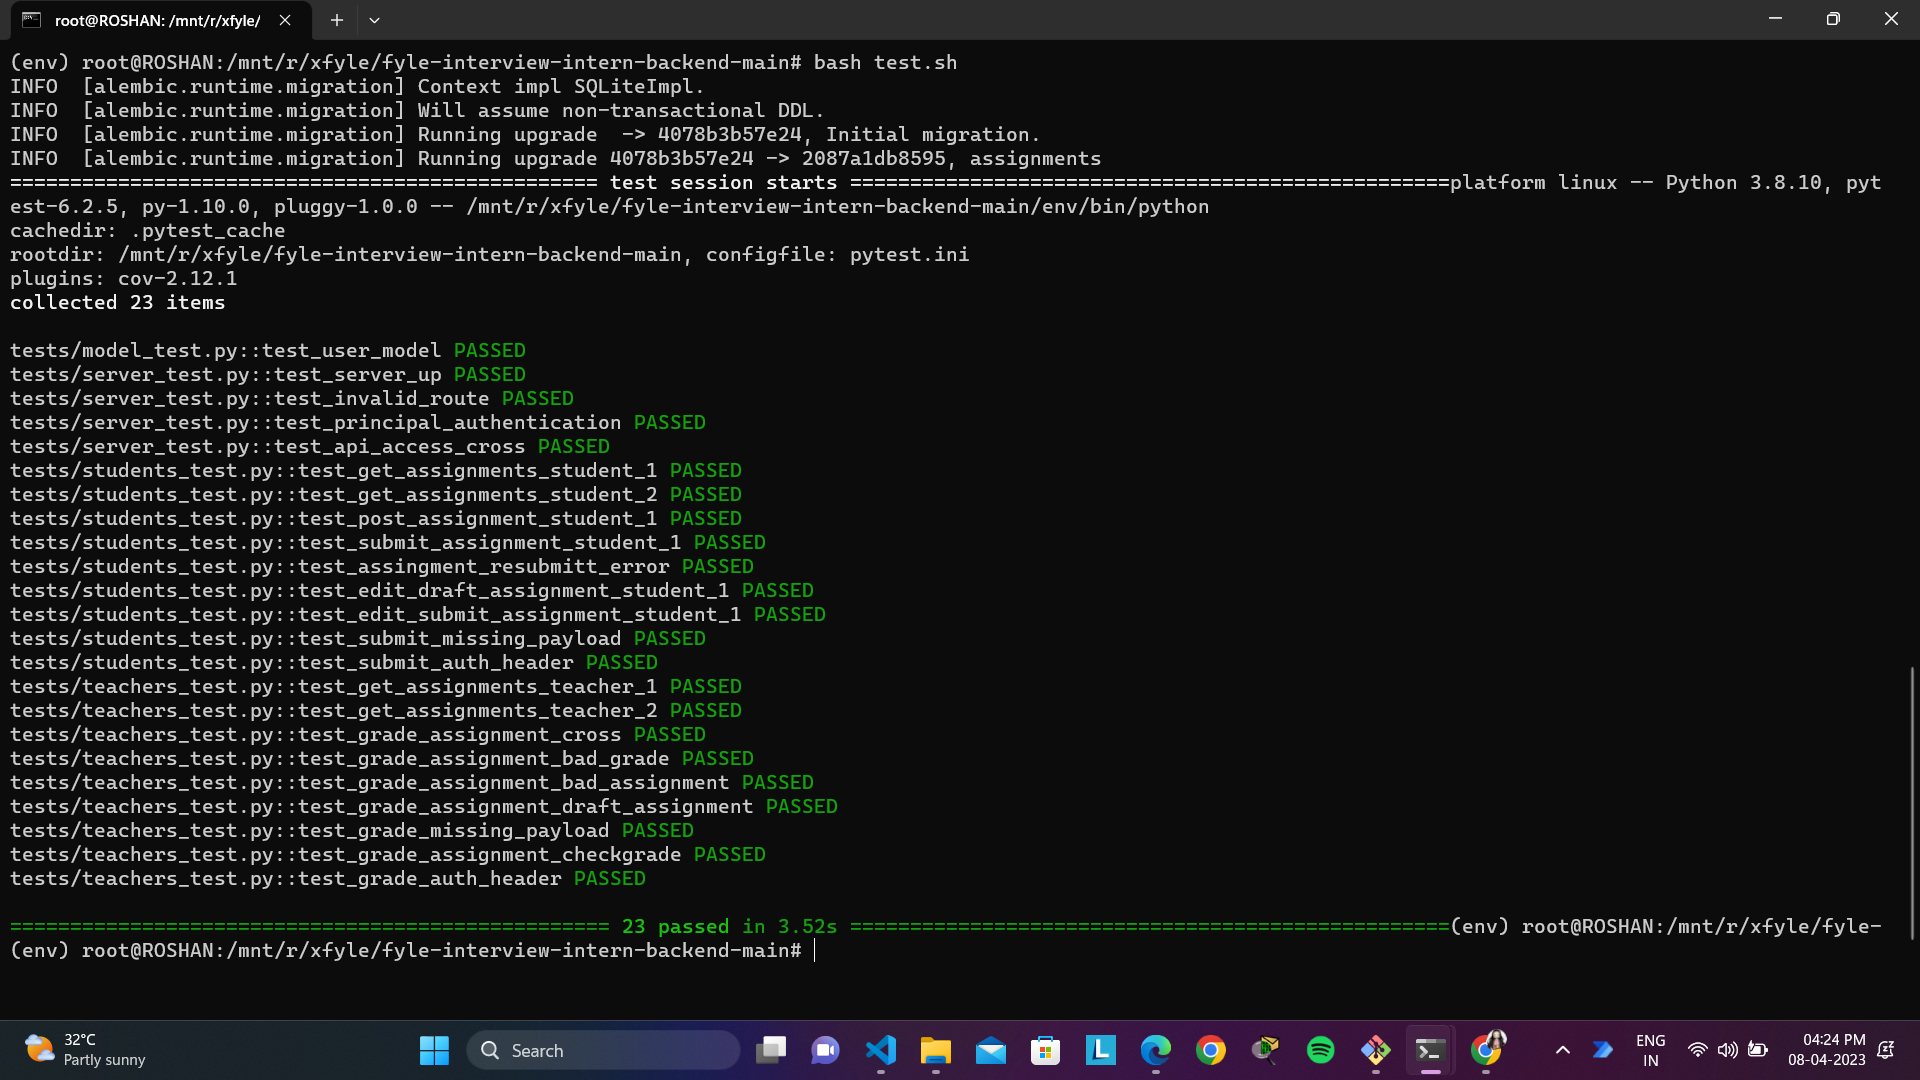 root@ROSHAN: /mnt/r/xfyle/
(env) root@ROSHAN:/mnt/r/xfyle/fyle-interview-intern-backend-main# bash test.sh
INFO  [alembic.runtime.migration] Context impl SQLiteImpl.
INFO  [alembic.runtime.migration] Will assume non-transactional DDL.
INFO  [alembic.runtime.migration] Running upgrade  -> 4078b3b57e24, Initial migration.
INFO  [alembic.runtime.migration] Running upgrade 4078b3b57e24 -> 2087a1db8595, assignments
================================================= test session starts ==================================================platform linux -- Python 3.8.10, pyt
est-6.2.5, py-1.10.0, pluggy-1.0.0 -- /mnt/r/xfyle/fyle-interview-intern-backend-main/env/bin/python
cachedir: .pytest_cache
rootdir: /mnt/r/xfyle/fyle-interview-intern-backend-main, configfile: pytest.ini
plugins: cov-2.12.1
collected 23 items
tests/model_test.py::test_user_model PASSED
tests/server_test.py::test_server_up PASSED
tests/server_test.py::test_invalid_route PASSED
tests/server_test.py::test_principal_authentication PASSED
tests/server_test.py::test_api_access_cross PASSED
tests/students_test.py::test_get_assignments_student_1 PASSED
tests/students_test.py::test_get_assignments_student_2 PASSED
tests/students_test.py::test_post_assignment_student_1 PASSED
tests/students_test.py::test_submit_assignment_student_1 PASSED
tests/students_test.py::test_assingment_resubmitt_error PASSED
tests/students_test.py::test_edit_draft_assignment_student_1 PASSED
tests/students_test.py::test_edit_submit_assignment_student_1 PASSED
tests/students_test.py::test_submit_missing_payload PASSED
tests/students_test.py::test_submit_auth_header PASSED
tests/teachers_test.py::test_get_assignments_teacher_1 PASSED
tests/teachers_test.py::test_get_assignments_teacher_2 PASSED
tests/teachers_test.py::test_grade_assignment_cross PASSED
tests/teachers_test.py::test_grade_assignment_bad_grade PASSED
tests/teachers_test.py::test_grade_assignment_bad_assignment PASSED
tests/teachers_test.py::test_grade_assignment_draft_assignment PASSED
tests/teachers_test.py::test_grade_missing_payload PASSED
tests/teachers_test.py::test_grade_assignment_checkgrade PASSED
tests/teachers_test.py::test_grade_auth_header PASSED
================================================== 23 passed in 3.52s ==================================================(env) root@ROSHAN:/mnt/r/xfyle/fyle-
(env) root@ROSHAN:/mnt/r/xfyle/fyle-interview-intern-backend-main#
32°C
Partly sunny
Search
ENG
IN
04:24 PM
08-04-2023